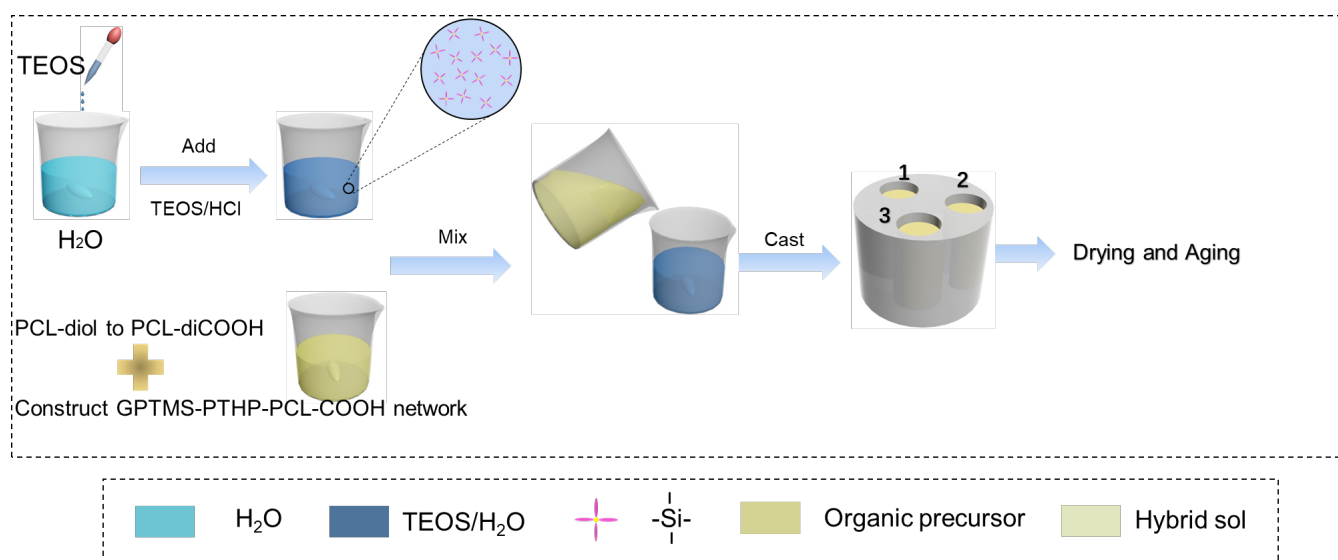 TEOS
Add
TEOS/HCl
H₂O
PCL-diol to PCL-diCOOH
Construct GPTMS-PTHP-PCL-COOH network
Mix
Cast
1
2
3
Drying and Aging
H₂O
TEOS/H₂O
-Si-
Organic precursor
Hybrid sol